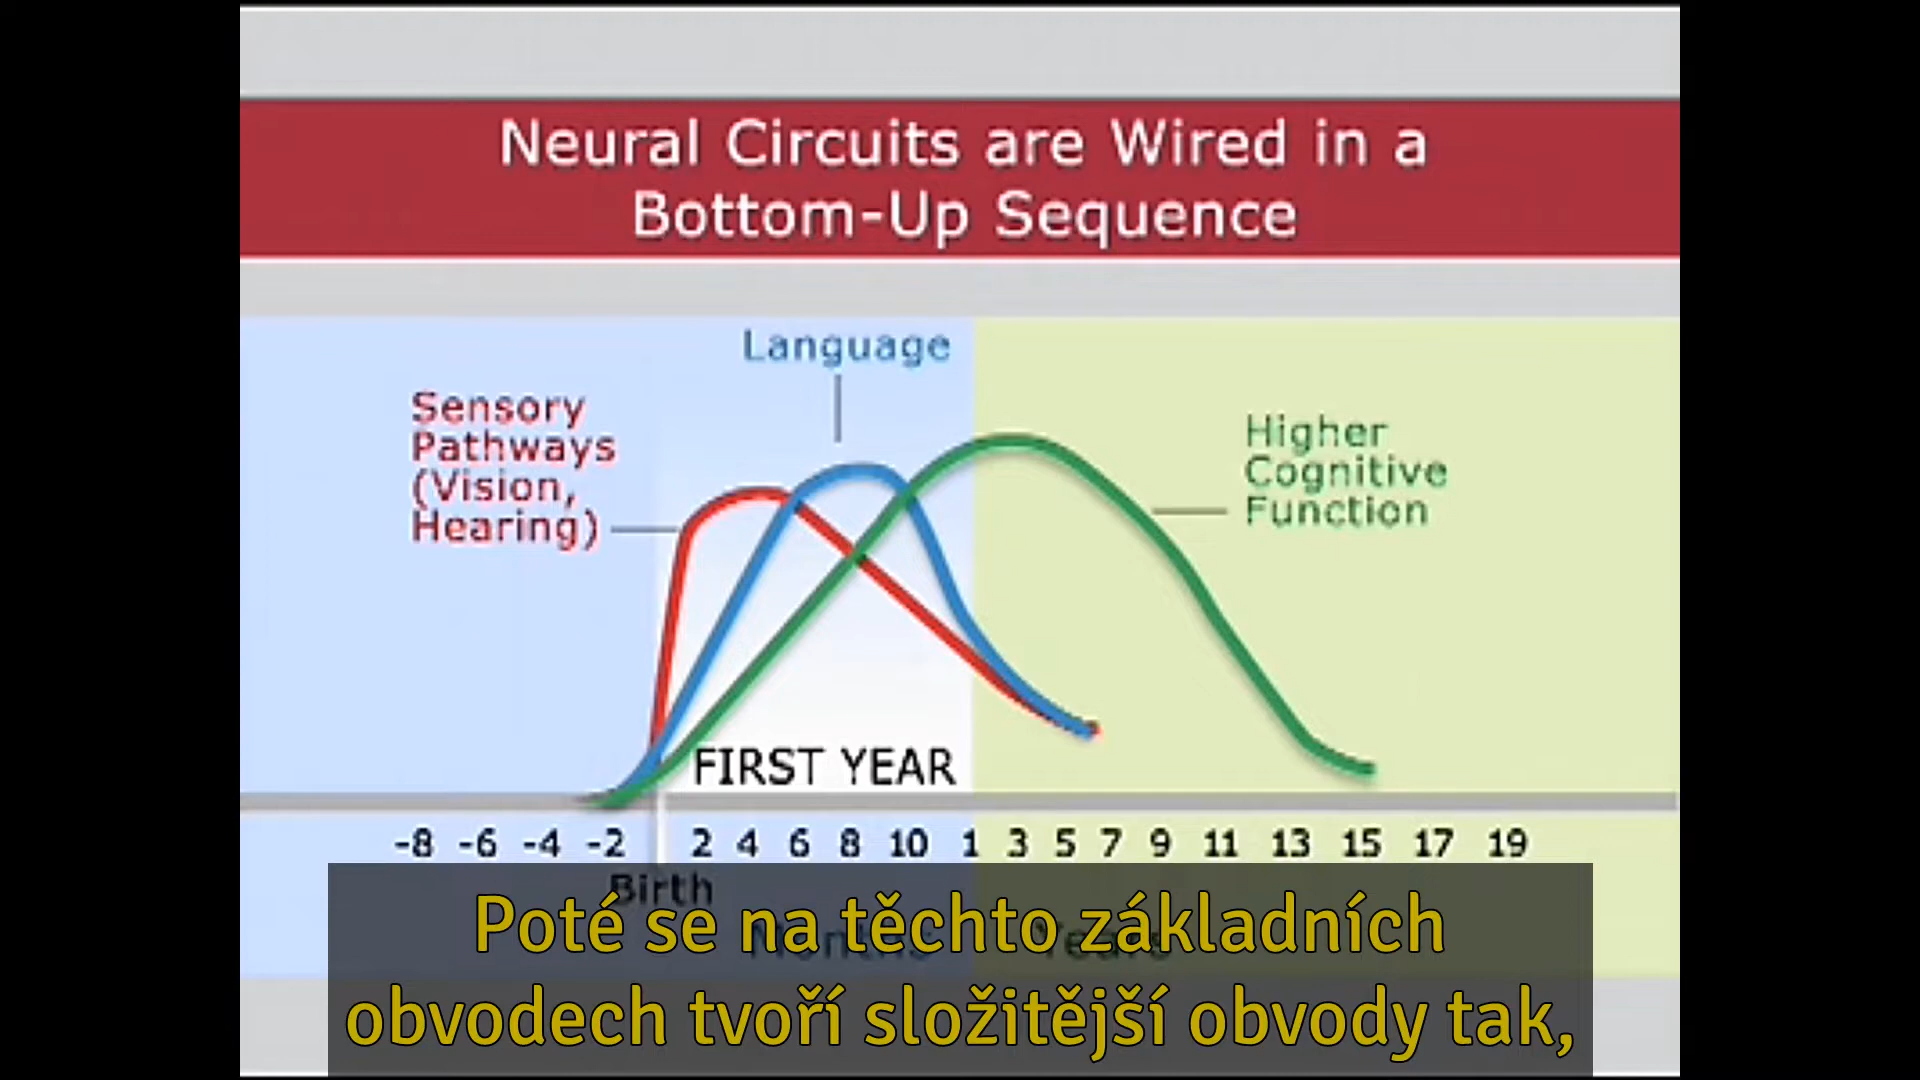 Neural Circuits are Wired in a
Bottom-Up Sequence
Language
Sensory
Pathways
(Vision,
Hearing)
Higher
Cognitive
Function
FIRST YEAR
-8 -6 -4 -2 2 4 6 8 10 1 3 5 7 9 11 13 15 17 19
Birth
Months Years
Poté se na těchto základních
obvodech tvoří složitější obvody tak,